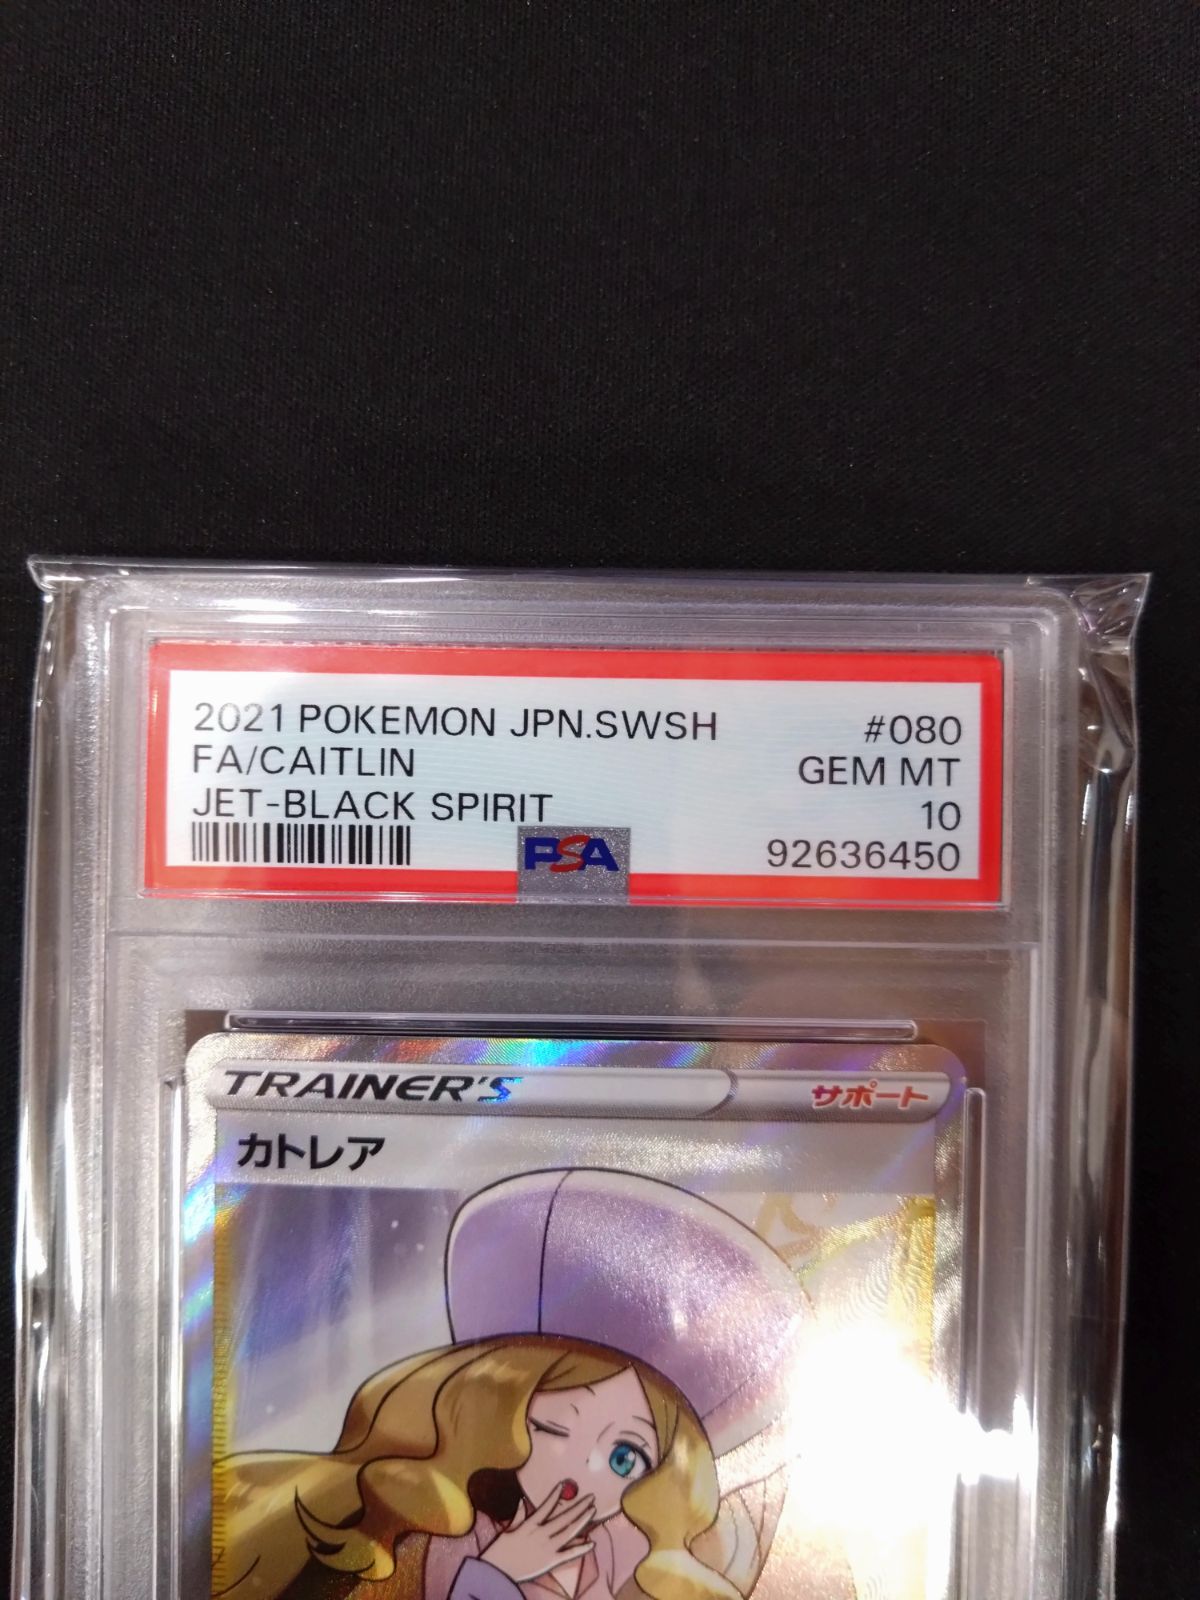 2021 POKEMON JPN.SWSH #080
FA/CAITLIN GEM MT
JET-BLACK SPIRIT 10
PSA 92636450
TRAINER'S サポート
カトレア